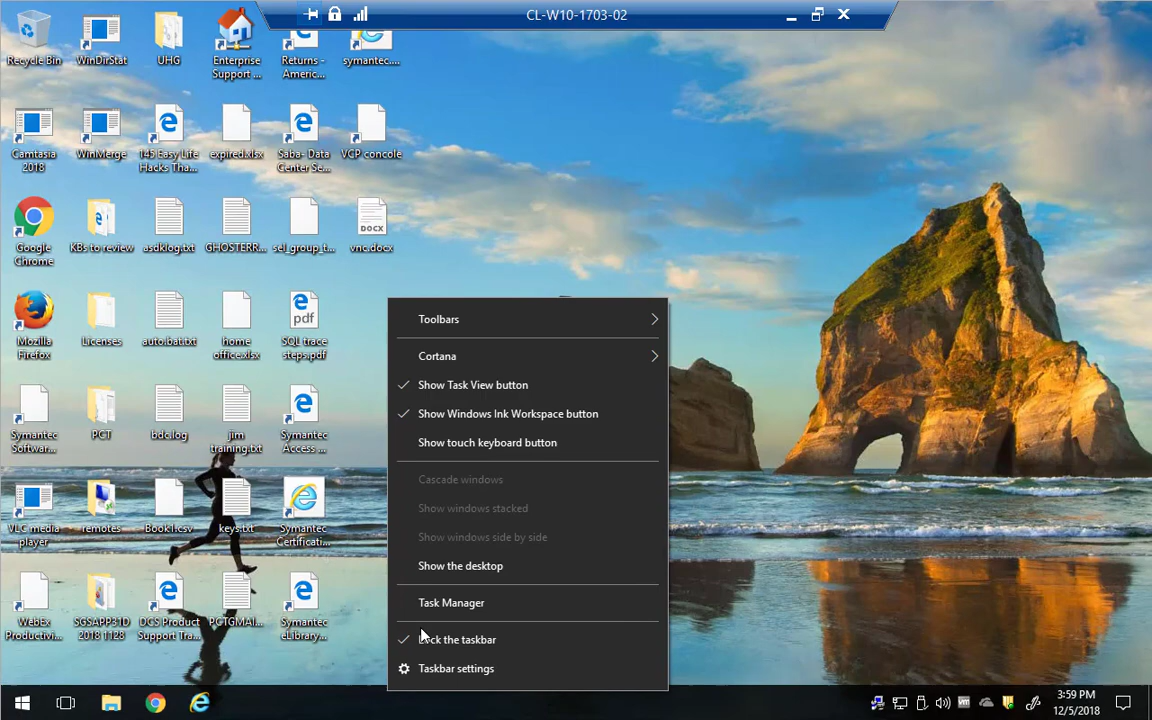 CL-W10-1703-02
Recycle Bin
WinDirStat
UHG
Enterprise
Support ...
Returns -
Americ...
symantec....
Camtasia
2018
WinMerge
145 Easy Life
Hacks Tha...
expired.xlsx
Saba- Data
Center Se...
VCP concole
Google
Chrome
KBs to review
asdklog.txt
GHOSTERR...
sell_group_t...
vnc.docx
Mozilla
Firefox
Licenses
auto.bat.txt
home
office.xlsx
SQL trace
steps.pdf
Symantec
Softwar...
PCT
bdc.log
jim
training.txt
Symantec
Access ...
VLC media
player
remotes
Book1.csv
keys.txt
Symantec
Certificati...
WebEx
Productivi...
SGSAPP31D
2018 1128
DCS Product
Support Tra...
PCTGMAI...
Symantec
eLibrary...
DOCX
pdf
Toolbars
Cortana
Show Task View button
Show Windows Ink Workspace button
Show touch keyboard button
Cascade windows
Show windows stacked
Show windows side by side
Show the desktop
Task Manager
Lock the taskbar
Taskbar settings
3:59 PM
12/5/2018